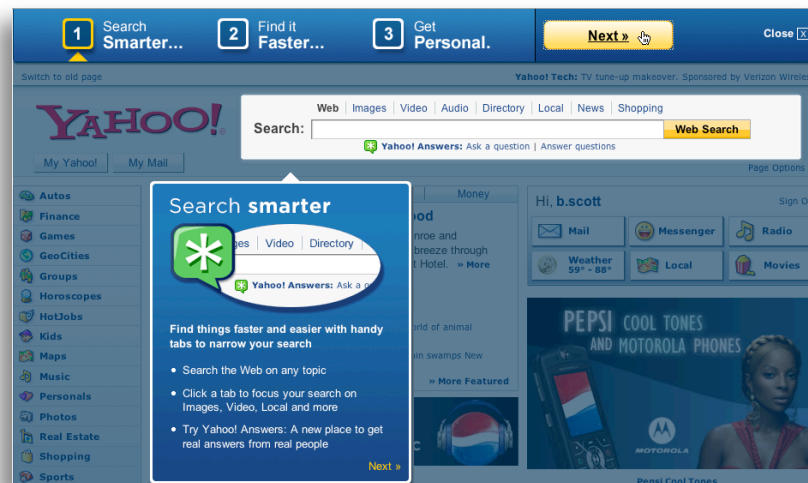 1 Search Smarter...
2 Find it Faster...
3 Get Personal.
Next »
Close X
Switch to old page
Yahoo! Tech: TV tune-up makeover. Sponsored by Verizon
YAHOO!
Web | Images | Video | Audio | Directory | Local | News | Shopping
Search:
Web Search
Yahoo! Answers: Ask a question | Answer questions
My Yahoo!
My Mail
Page Options
Autos
Finance
Games
GeoCities
Groups
Horoscopes
HotJobs
Kids
Maps
Music
Personals
Photos
Real Estate
Shopping
Sports
Search smarter
ges | Video | Directory
Yahoo! Answers: Ask a
Find things faster and easier with handy
tabs to narrow your search
• Search the Web on any topic
• Click a tab to focus your search on
Images, Video, Local and more
• Try Yahoo! Answers: A new place to get
real answers from real people
Next »
Money
ood
nroe and
breeze through
t Hotel. » More
rld of animal
swamps New
» More Featured
Hi, b.scott
Sign
Mail
Messenger
Radio
Weather
59° - 88°
Local
Movies
PEPSI COOL TONES
AND MOTOROLA PHONES
MOTOROLA
Pepsi Cool Tones